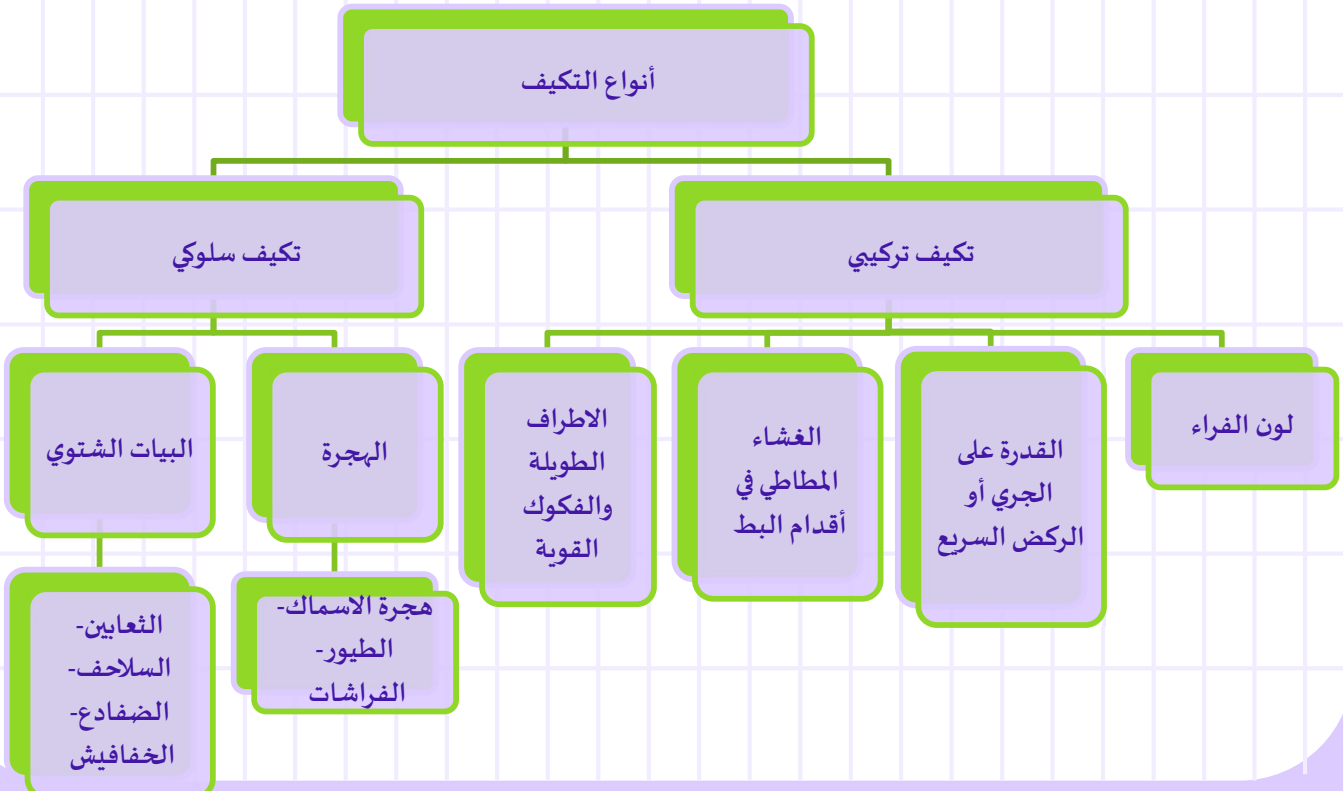 أنواع التكيف
تكيف تركيبي
تكيف سلوكي
لون الفراء
القدرة على
الجري أو
الركض السريع
الغشاء
المطاطي في
أقدام البط
الاطراف
الطويلة
والفكوك
القوية
الهجرة
البيات الشتوي
هجرة الاسماك-
الطيور-
الفراشات
الثعابين-
السلاحف-
الضفادع-
الخفافيش